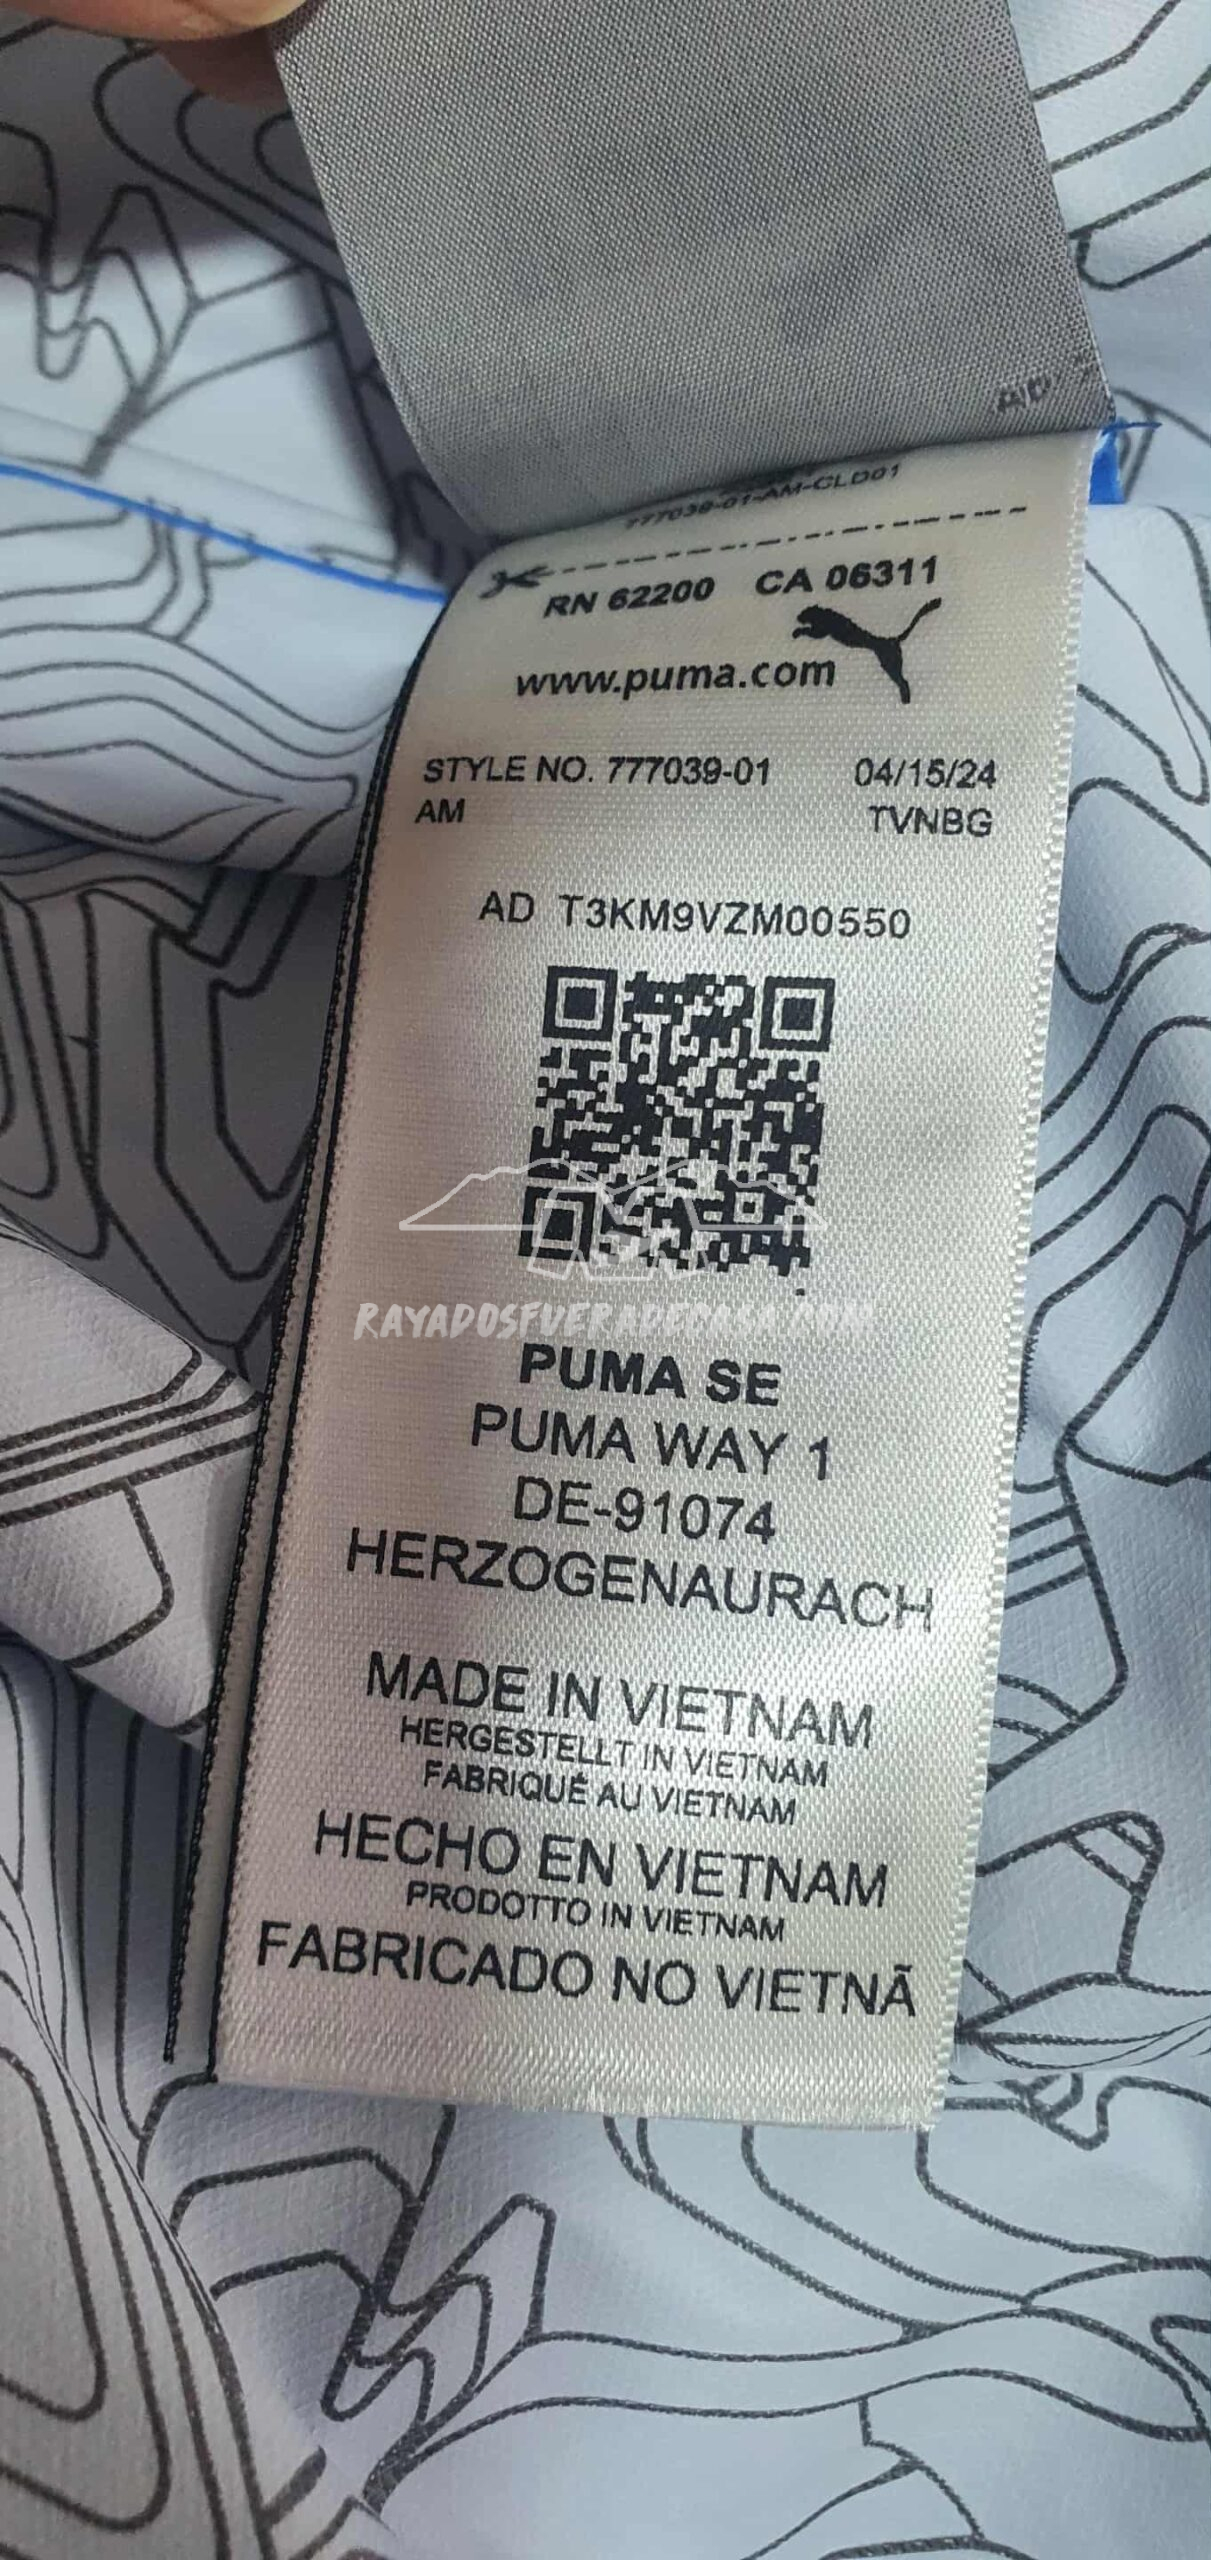 777039-01-AM-CLD01
RN 62200 CA 06311
www.puma.com
STYLE NO. 777039-01 04/15/24
AM TVNBG
AD T3KM9VZM00550
RAYADOSFUERADECASA.COM
PUMA SE
PUMA WAY 1
DE-91074
HERZOGENAURACH
MADE IN VIETNAM
HERGESTELLT IN VIETNAM
FABRIQUÉ AU VIETNAM
HECHO EN VIETNAM
PRODOTTO IN VIETNAM
FABRICADO NO VIETNÃ